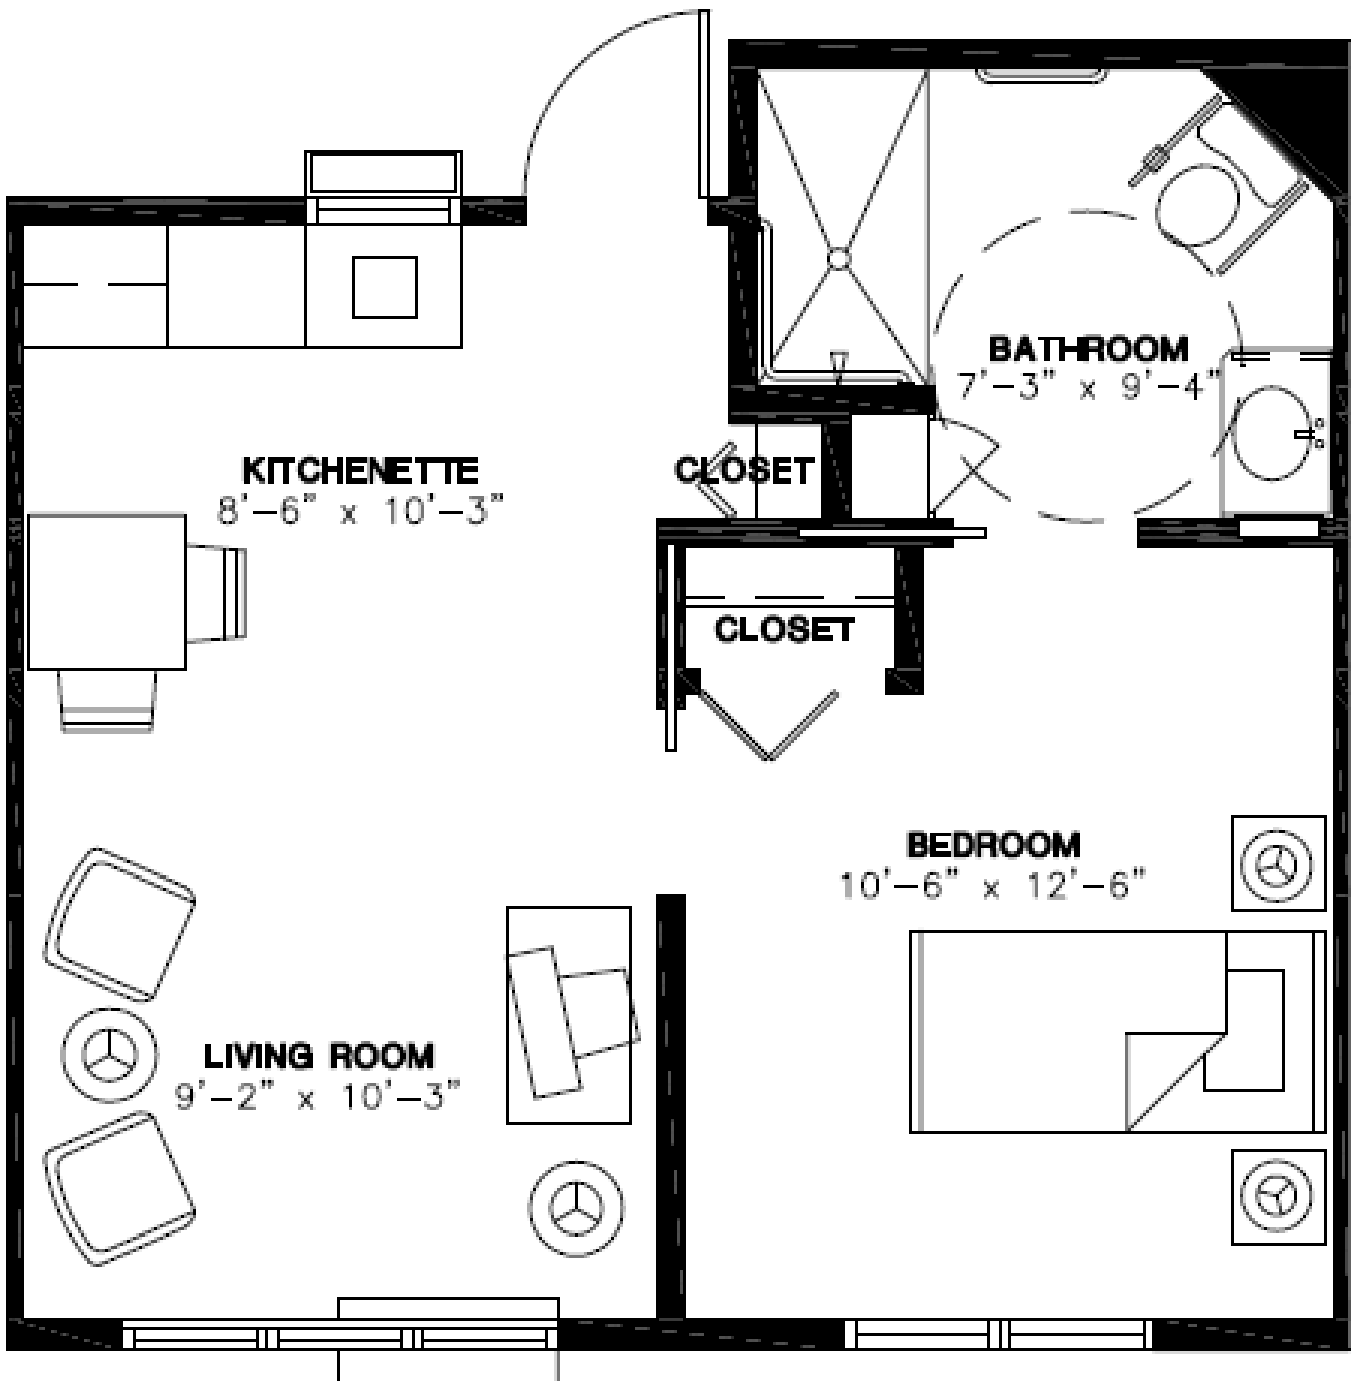 BATHROOM
7'-3" x 9'-4"
KITCHENETTE
8'-6" x 10'-3"
CLOSET
CLOSET
BEDROOM
10'-6" x 12'-6"
LIVING ROOM
9'-2" x 10'-3"